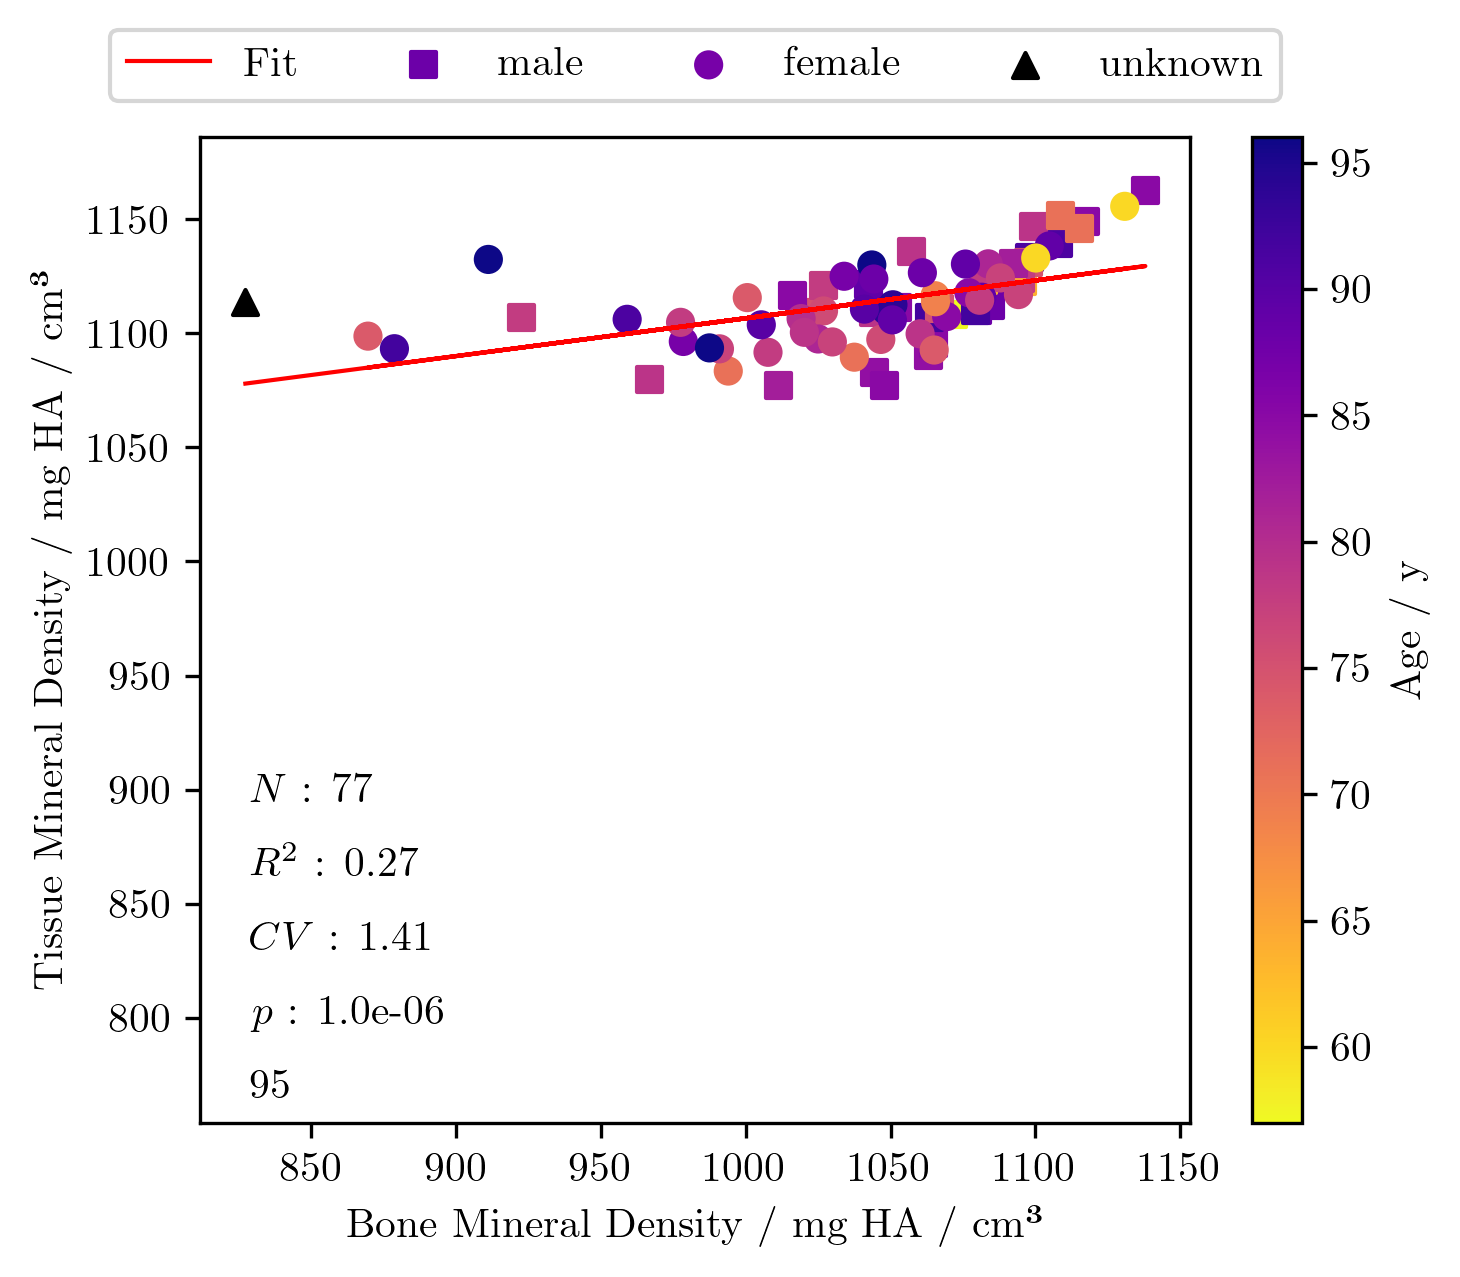 Fit male female unknown
Tissue Mineral Density / mg HA / cm³
1150
1100
1050
1000
950
900
850
800
N : 77
R² : 0.27
CV : 1.41
p : 1.0e-06
95
850 900 950 1000 1050 1100 1150
Bone Mineral Density / mg HA / cm³
95
90
85
80
75
70
65
60
Age / y